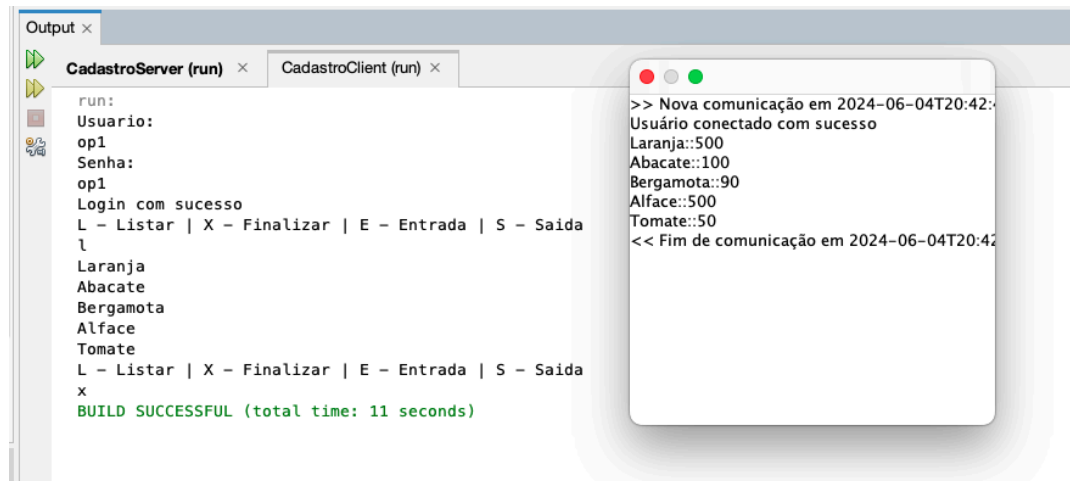 Output ×
CadastroServer (run) ×
CadastroClient (run) ×
run:
Usuario:
op1
Senha:
op1
Login com sucesso
L – Listar | X – Finalizar | E – Entrada | S – Saida
l
Laranja
Abacate
Bergamota
Alface
Tomate
L – Listar | X – Finalizar | E – Entrada | S – Saida
x
BUILD SUCCESSFUL (total time: 11 seconds)
>> Nova comunicação em 2024-06-04T20:42:
Usuário conectado com sucesso
Laranja::500
Abacate::100
Bergamota::90
Alface::500
Tomate::50
<< Fim de comunicação em 2024-06-04T20:42